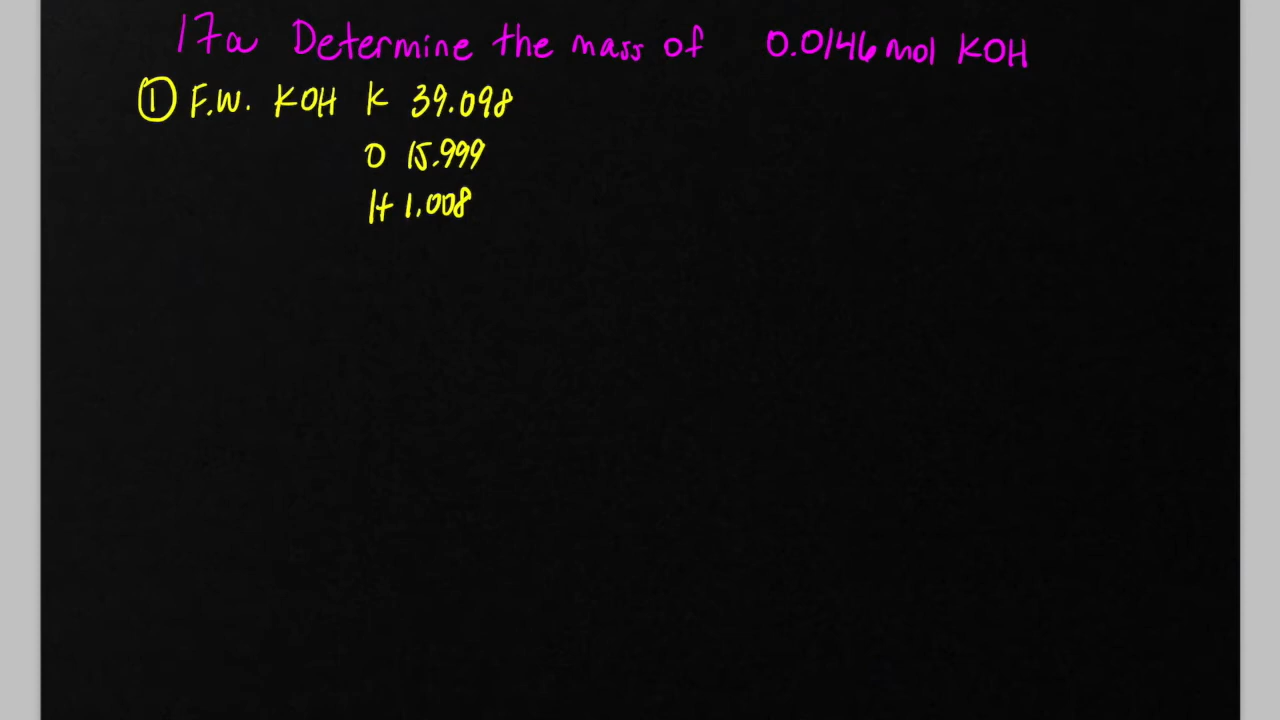 17a Determine the mass of 0.0146 mol KOH
① F.W. KOH K 39.098
O 15.999
H 1.008